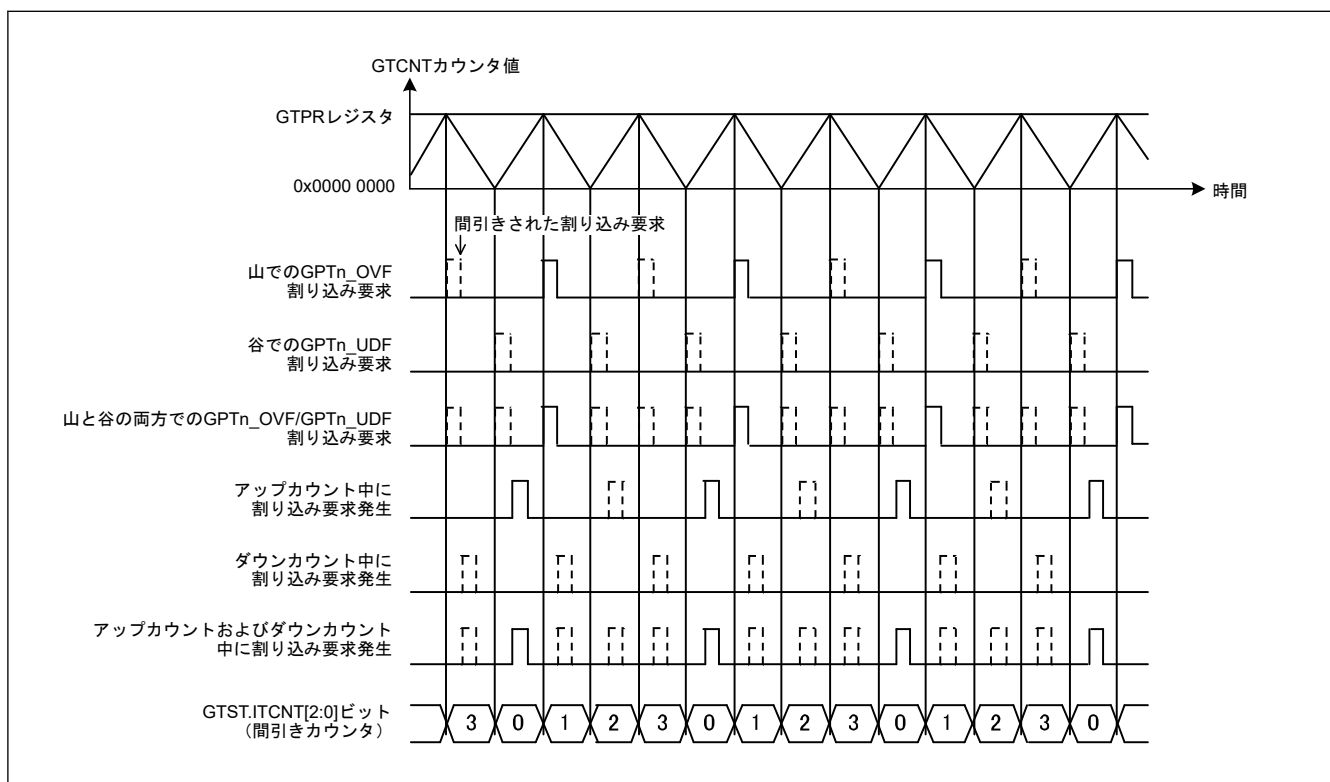 GTCNTカウンタ値
GTPRレジスタ
0x0000 0000
時間
間引きされた割り込み要求
山でのGPTn_OVF
割り込み要求
谷でのGPTn_UDF
割り込み要求
山と谷の両方でのGPTn_OVF/GPTn_UDF
割り込み要求
アップカウント中に
割り込み要求発生
ダウンカウント中に
割り込み要求発生
アップカウントおよびダウンカウント
中に割り込み要求発生
GTST.ITCNT[2:0]ビット
(間引きカウンタ)
3 0 1 2 3 0 1 2 3 0 1 2 3 0